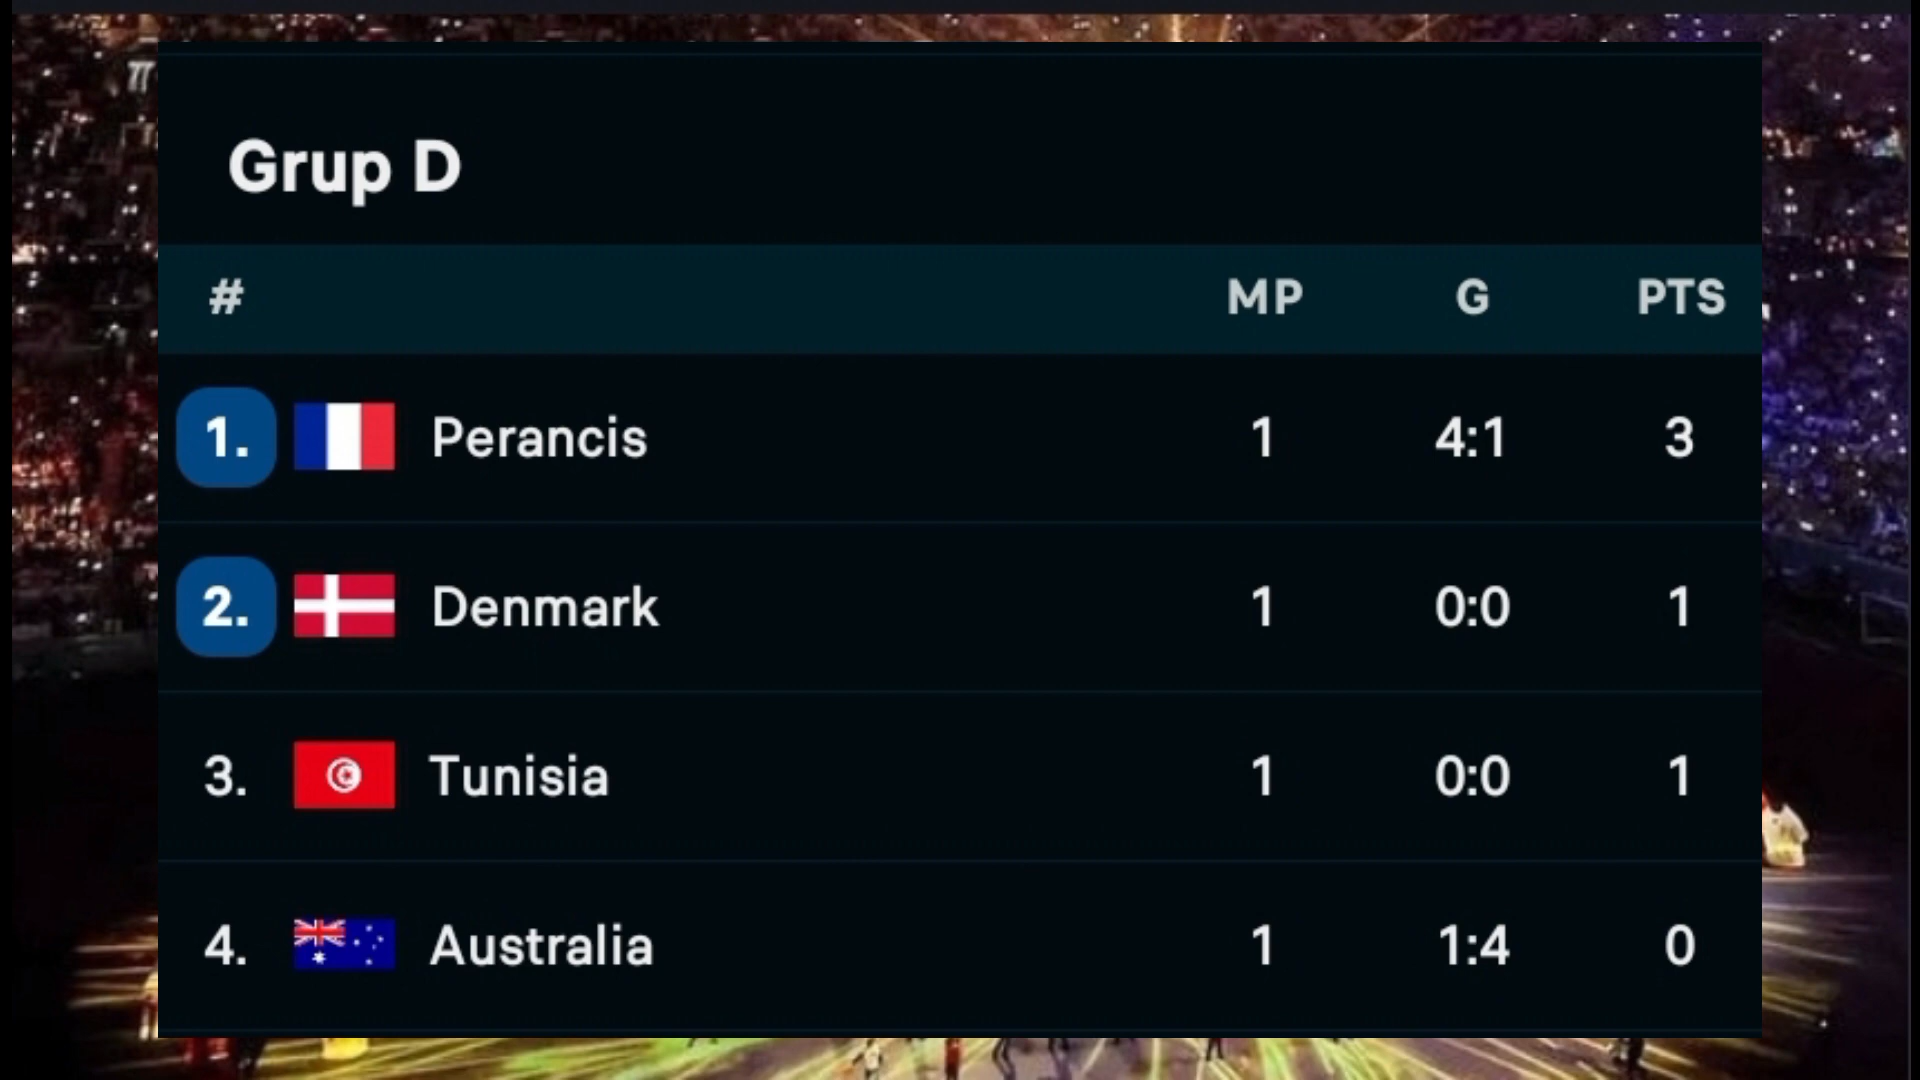 Grup D
# MP G PTS
1. Perancis 1 4:1 3
2. Denmark 1 0:0 1
3. Tunisia 1 0:0 1
4. Australia 1 1:4 0